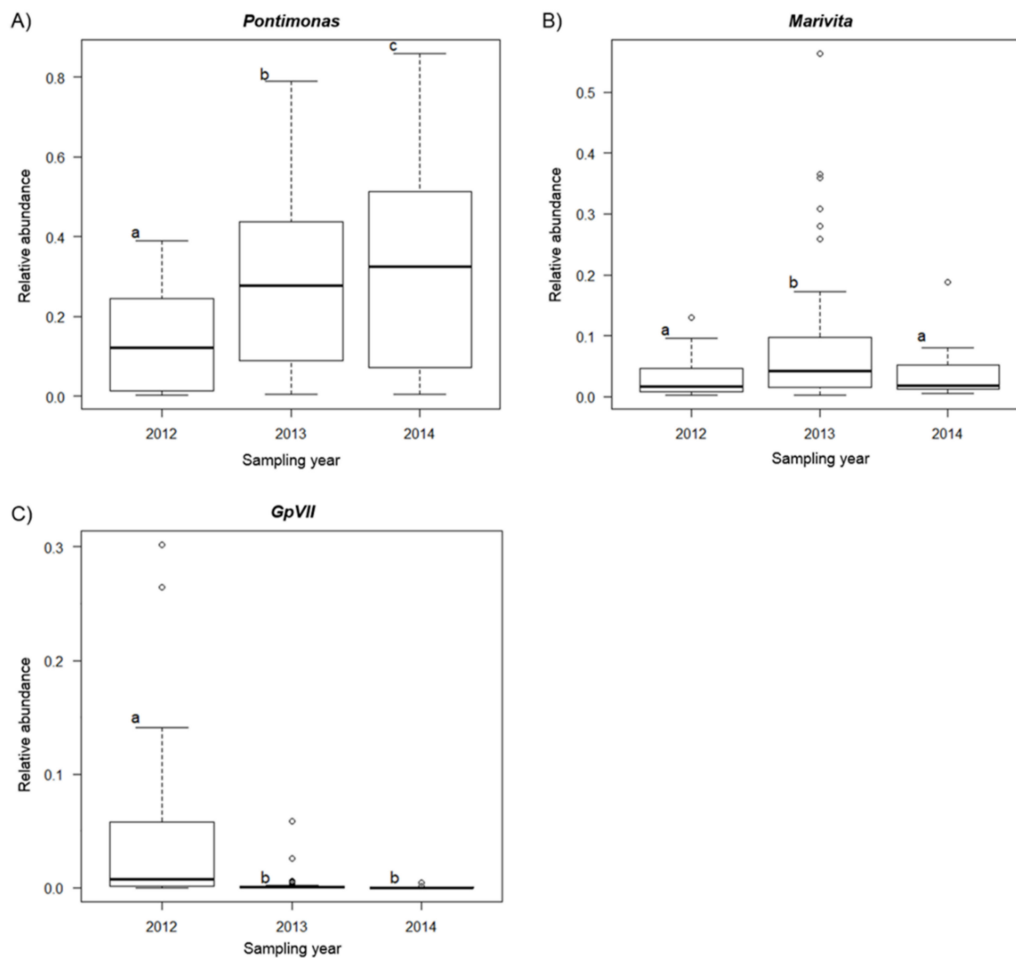 A)
Pontimonas
Relative abundance
0.8
0.6
0.4
0.2
0.0
a
b
c
2012
2013
2014
Sampling year
B)
Marivita
Relative abundance
0.5
0.4
0.3
0.2
0.1
0.0
a
b
a
2012
2013
2014
Sampling year
C)
GpVII
Relative abundance
0.3
0.2
0.1
0.0
a
b
b
2012
2013
2014
Sampling year